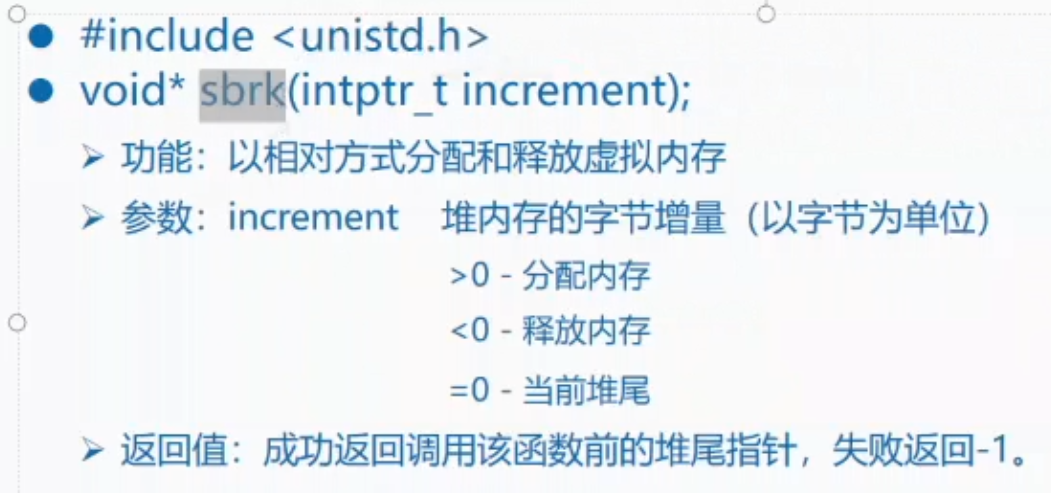 ● #include <unistd.h>
● void* sbrk(intptr_t increment);
➢ 功能：以相对方式分配和释放虚拟内存
➢ 参数：increment 堆内存的字节增量（以字节为单位）
>0 - 分配内存
<0 - 释放内存
=0 - 当前堆尾
➢ 返回值：成功返回调用该函数前的堆尾指针，失败返回-1。